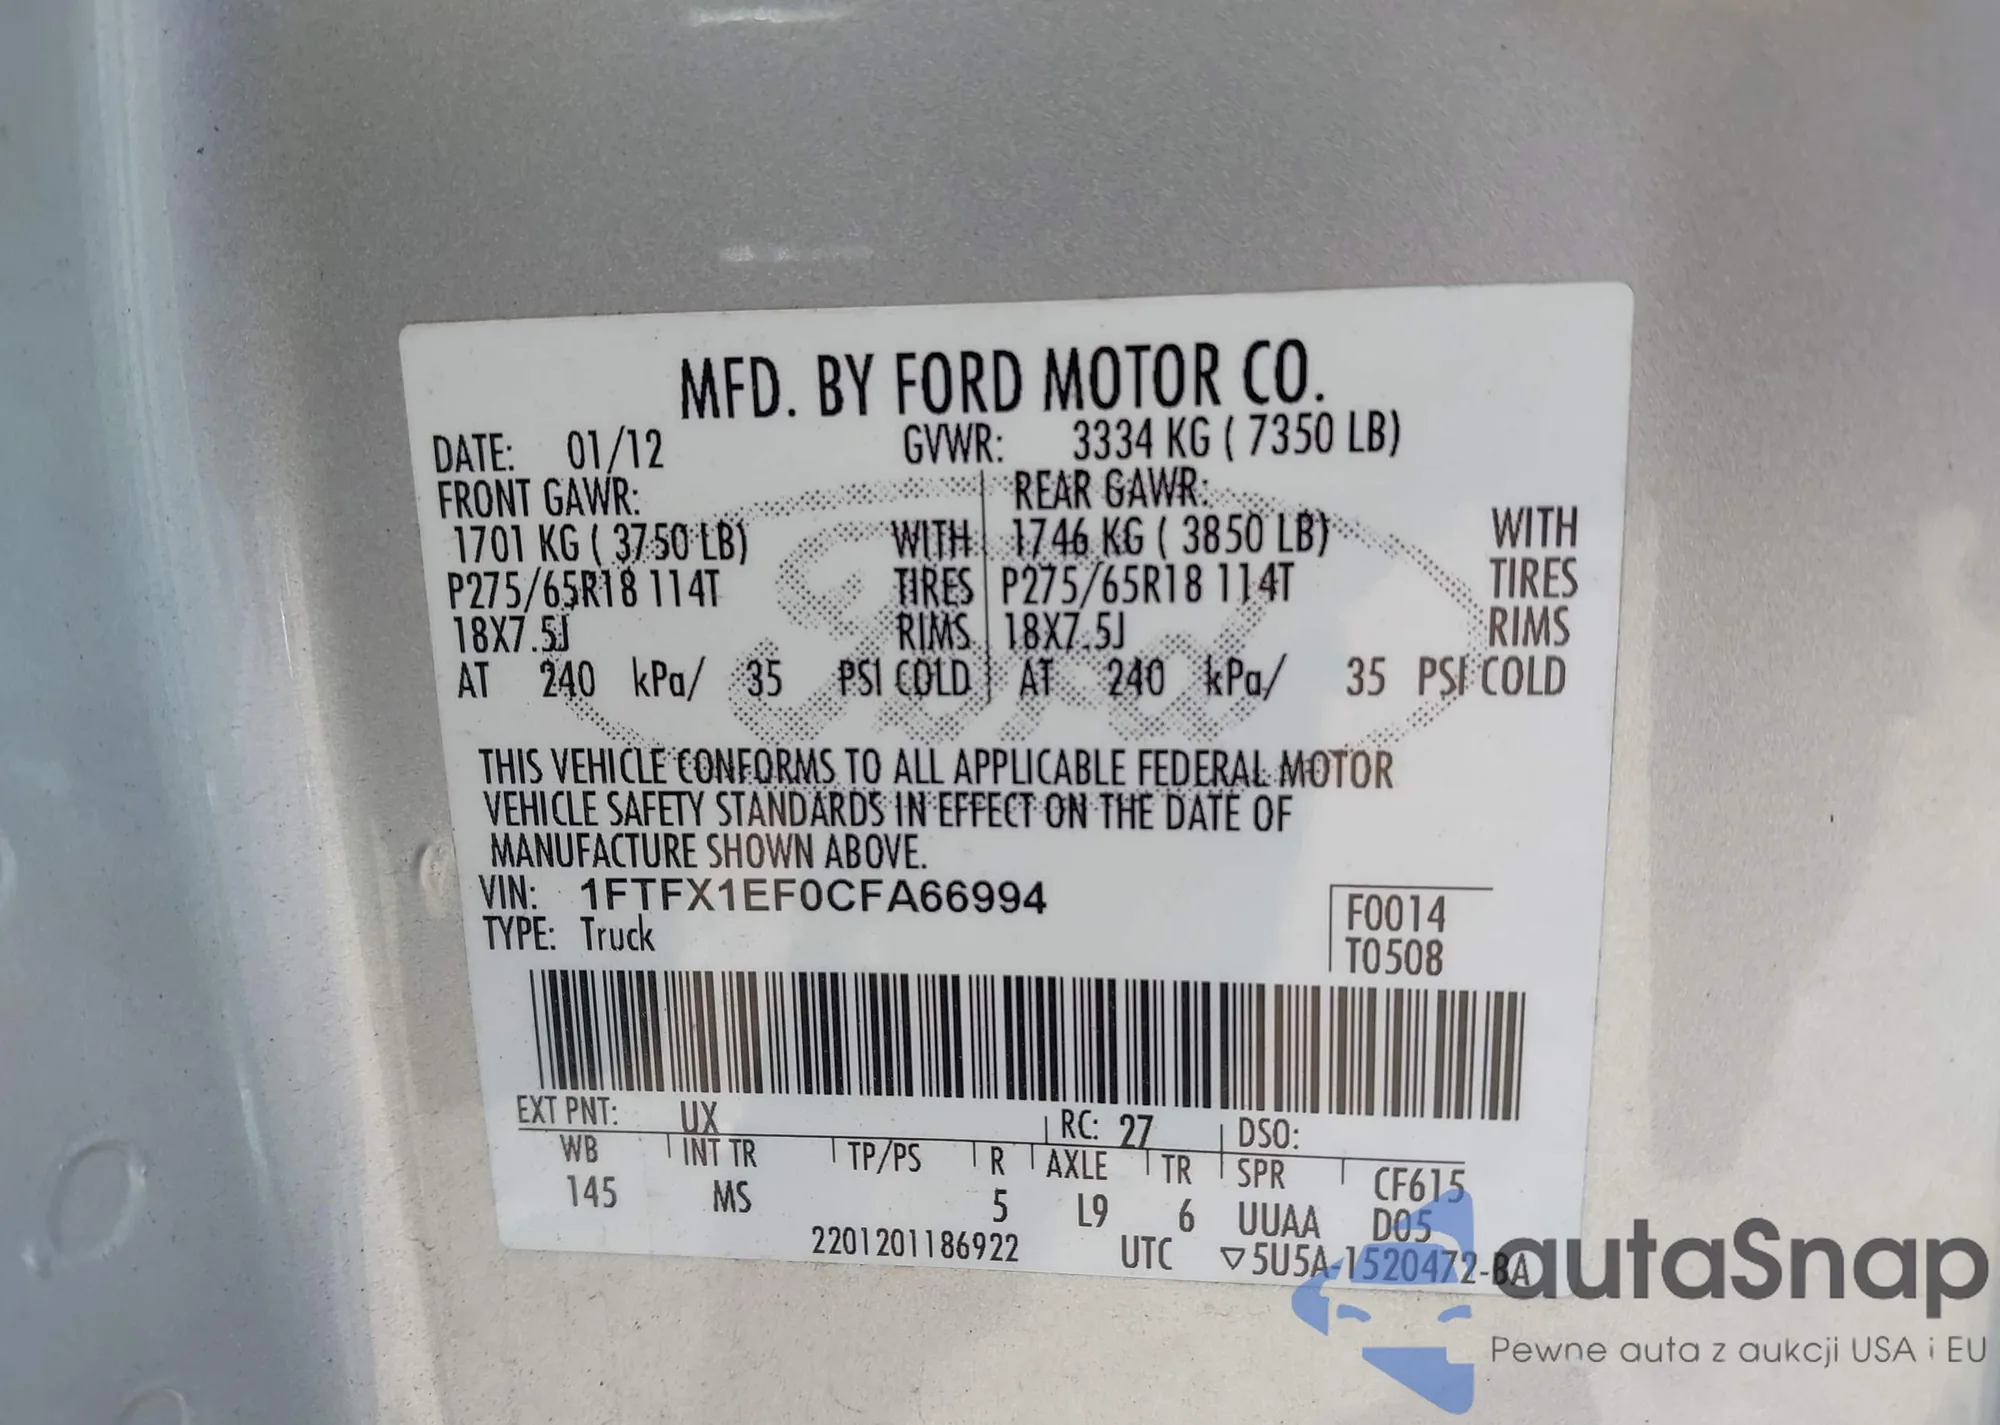 MFD. BY FORD MOTOR CO.
DATE: 01/12 GVWR: 3334 KG ( 7350 LB)
FRONT GAWR: REAR GAWR:
1701 KG ( 3750 LB) WITH 1746 KG ( 3850 LB) WITH
P275/65R18 114T TIRES P275/65R18 114T TIRES
18X7.5J RIMS 18X7.5J RIMS
AT 240 kPa/ 35 PSI COLD AT 240 kPa/ 35 PSI COLD
Ford
THIS VEHICLE CONFORMS TO ALL APPLICABLE FEDERAL MOTOR
VEHICLE SAFETY STANDARDS IN EFFECT ON THE DATE OF
MANUFACTURE SHOWN ABOVE.
VIN: 1FTFX1EF0CFA66994
TYPE: Truck
F0014
T0508
EXT PNT: UX RC: 27 DSO:
WB INT TR TP/PS R AXLE TR SPR CF615
145 MS 5 L9 6 UUAA D05
2201201186922 UTC ▽5U5A-1520472-BA
autaSnap
Pewne auta z aukcji USA i EU